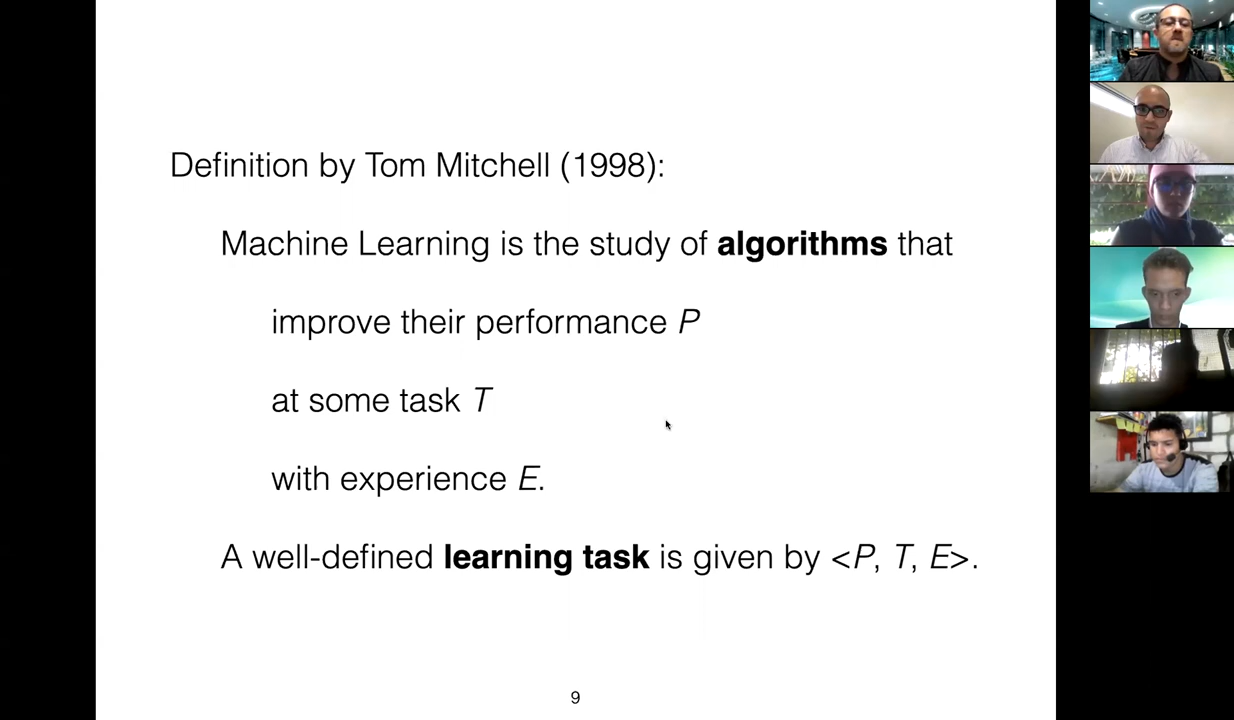 Definition by Tom Mitchell (1998):
Machine Learning is the study of algorithms that
improve their performance P
at some task T
with experience E.
A well-defined learning task is given by <P, T, E>.
9